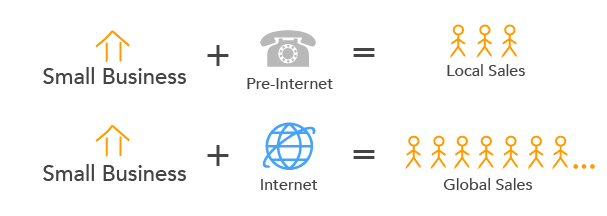 Small Business + Pre-Internet = Local Sales
Small Business + Internet = Global Sales...